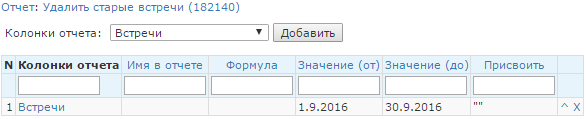 Отчет: Удалить старые встречи (182140)
Колонки отчета: Встречи Добавить
N Колонки отчета Имя в отчете Формула Значение (от) Значение (до) Присвоить
1 Встречи 1.9.2016 30.9.2016 "" ^ X